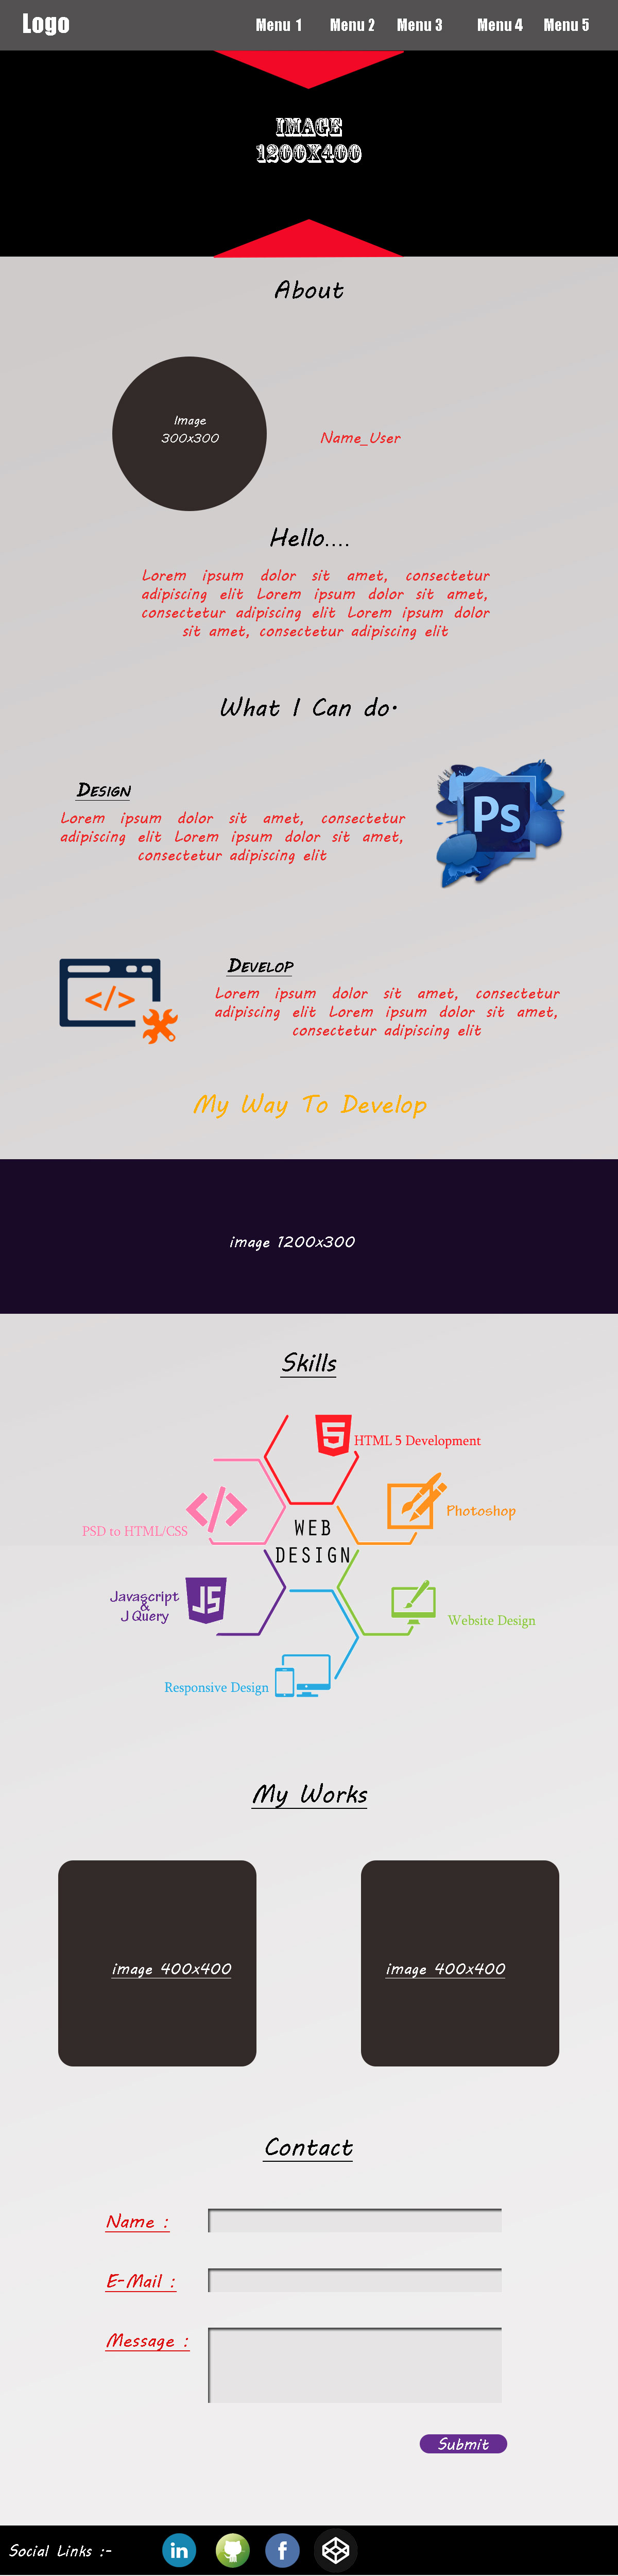 Logo
Menu 1 Menu 2 Menu 3 Menu 4 Menu 5
IMAGE
1200X400
About
Image
300x300
Name_User
Hello....
Lorem ipsum dolor sit amet, consectetur
adipiscing elit Lorem ipsum dolor sit amet,
consectetur adipiscing elit Lorem ipsum dolor
sit amet, consectetur adipiscing elit
What I Can do.
Design
Lorem ipsum dolor sit amet, consectetur
adipiscing elit Lorem ipsum dolor sit amet,
consectetur adipiscing elit
Ps
</>
Develop
Lorem ipsum dolor sit amet, consectetur
adipiscing elit Lorem ipsum dolor sit amet,
consectetur adipiscing elit
My Way To Develop
image 1200x300
Skills
5
HTML 5 Development
Photoshop
</>
PSD to HTML/CSS
WEB
DESIGN
Javascript
&
J Query
JS
Website Design
Responsive Design
My Works
image 400x400
image 400x400
Contact
Name :
E-Mail :
Message :
Submit
Social Links :-
in
f